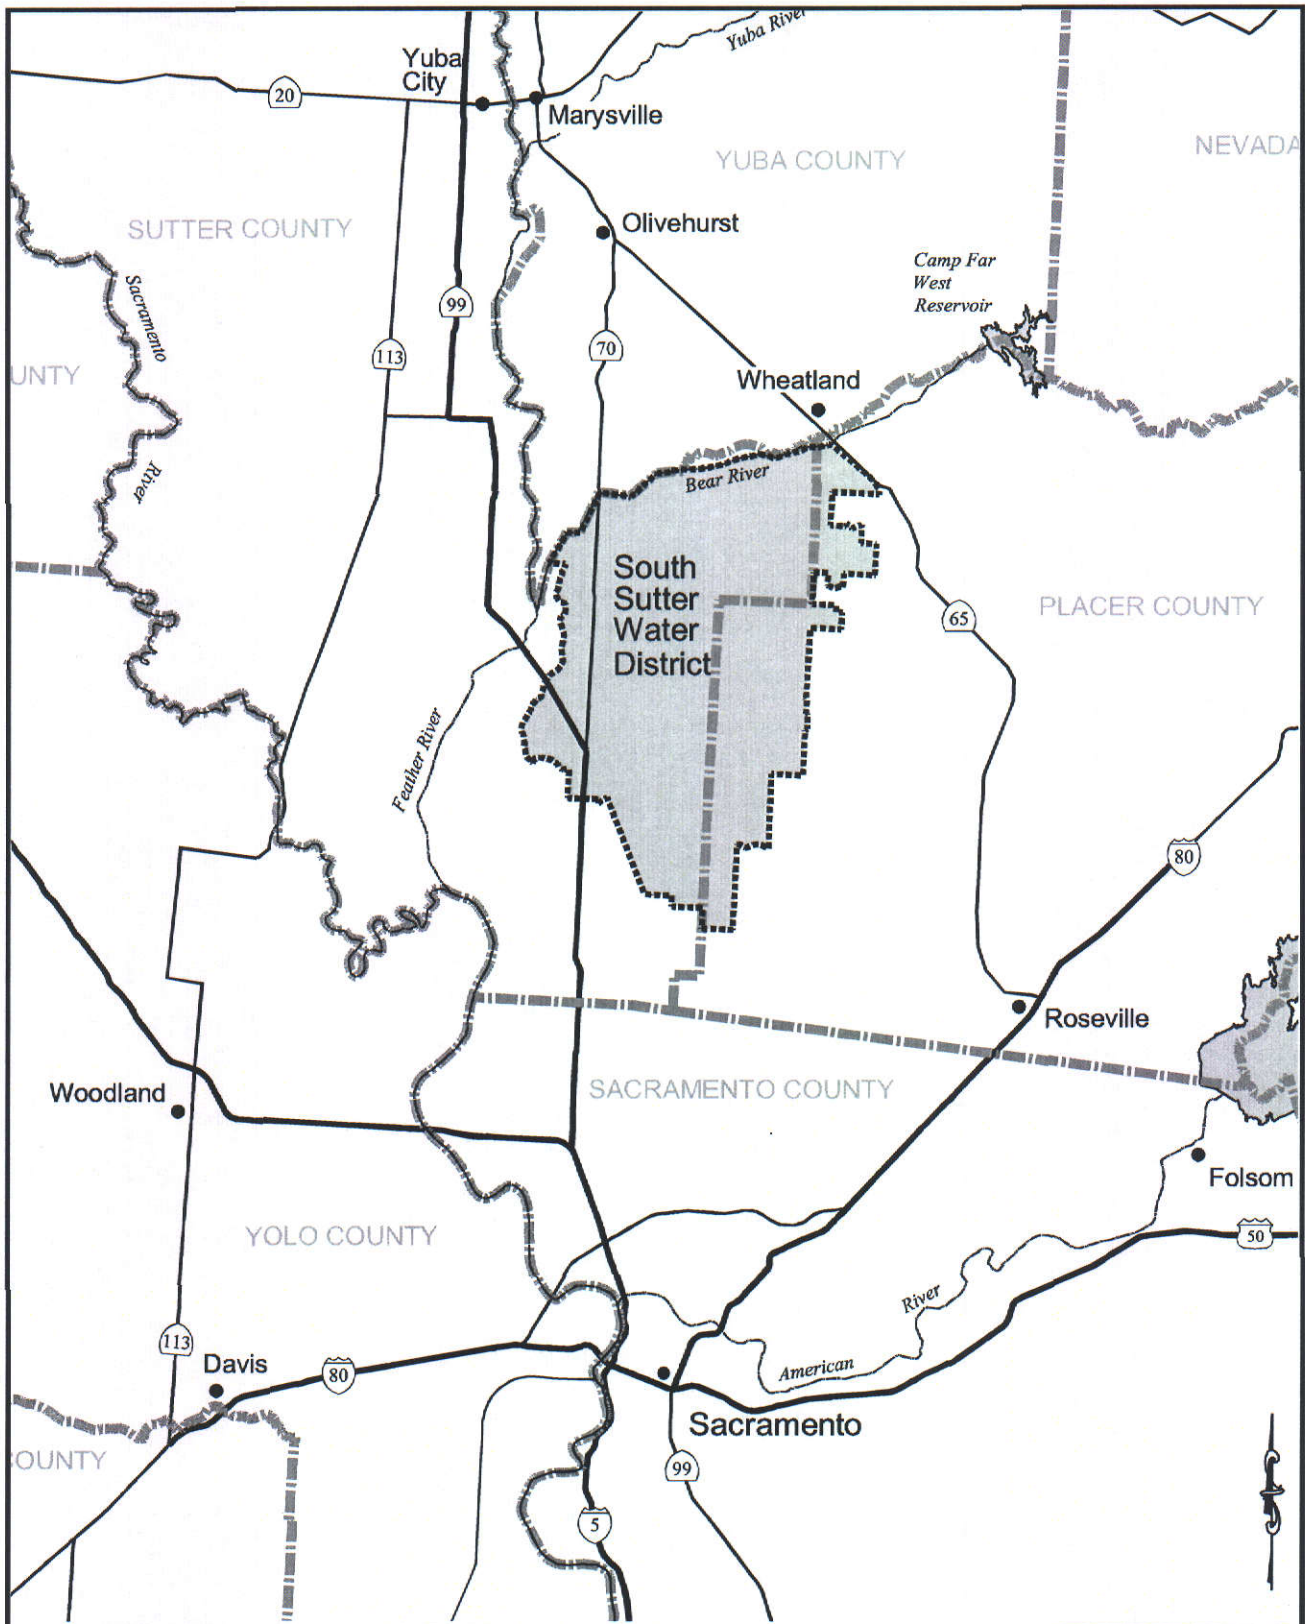 Yuba River
Yuba
City
20
Marysville
YUBA COUNTY
NEVADA
SUTTER COUNTY
Olivehurst
Camp Far
West
Reservoir
Sacramento
River
99
113
70
UNTY
Wheatland
Bear River
South
Sutter
Water
District
65
PLACER COUNTY
Feather River
80
Roseville
Woodland
SACRAMENTO COUNTY
Folsom
YOLO COUNTY
50
River
American
113
Davis
80
Sacramento
OUNTY
99
5